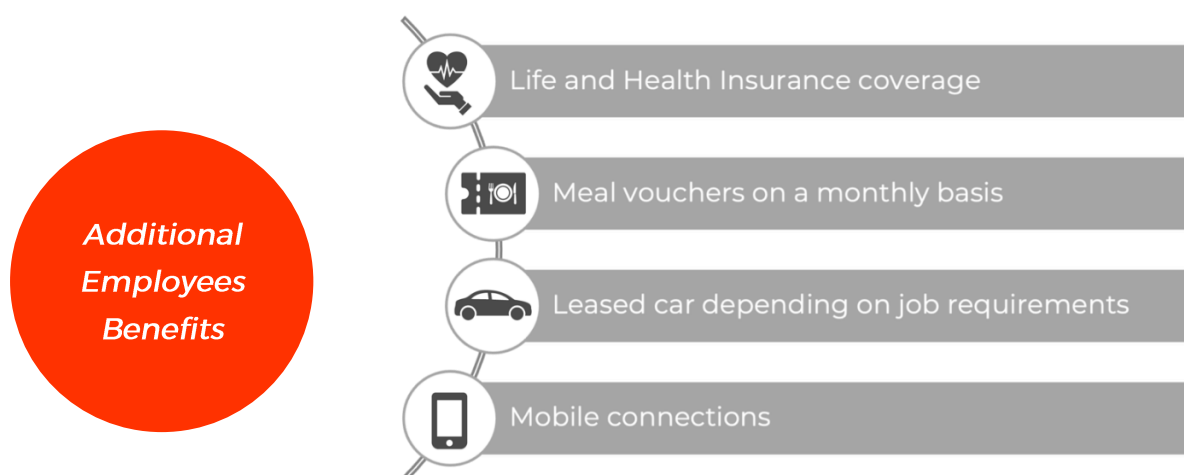 Additional
Employees
Benefits
Life and Health Insurance coverage
Meal vouchers on a monthly basis
Leased car depending on job requirements
Mobile connections